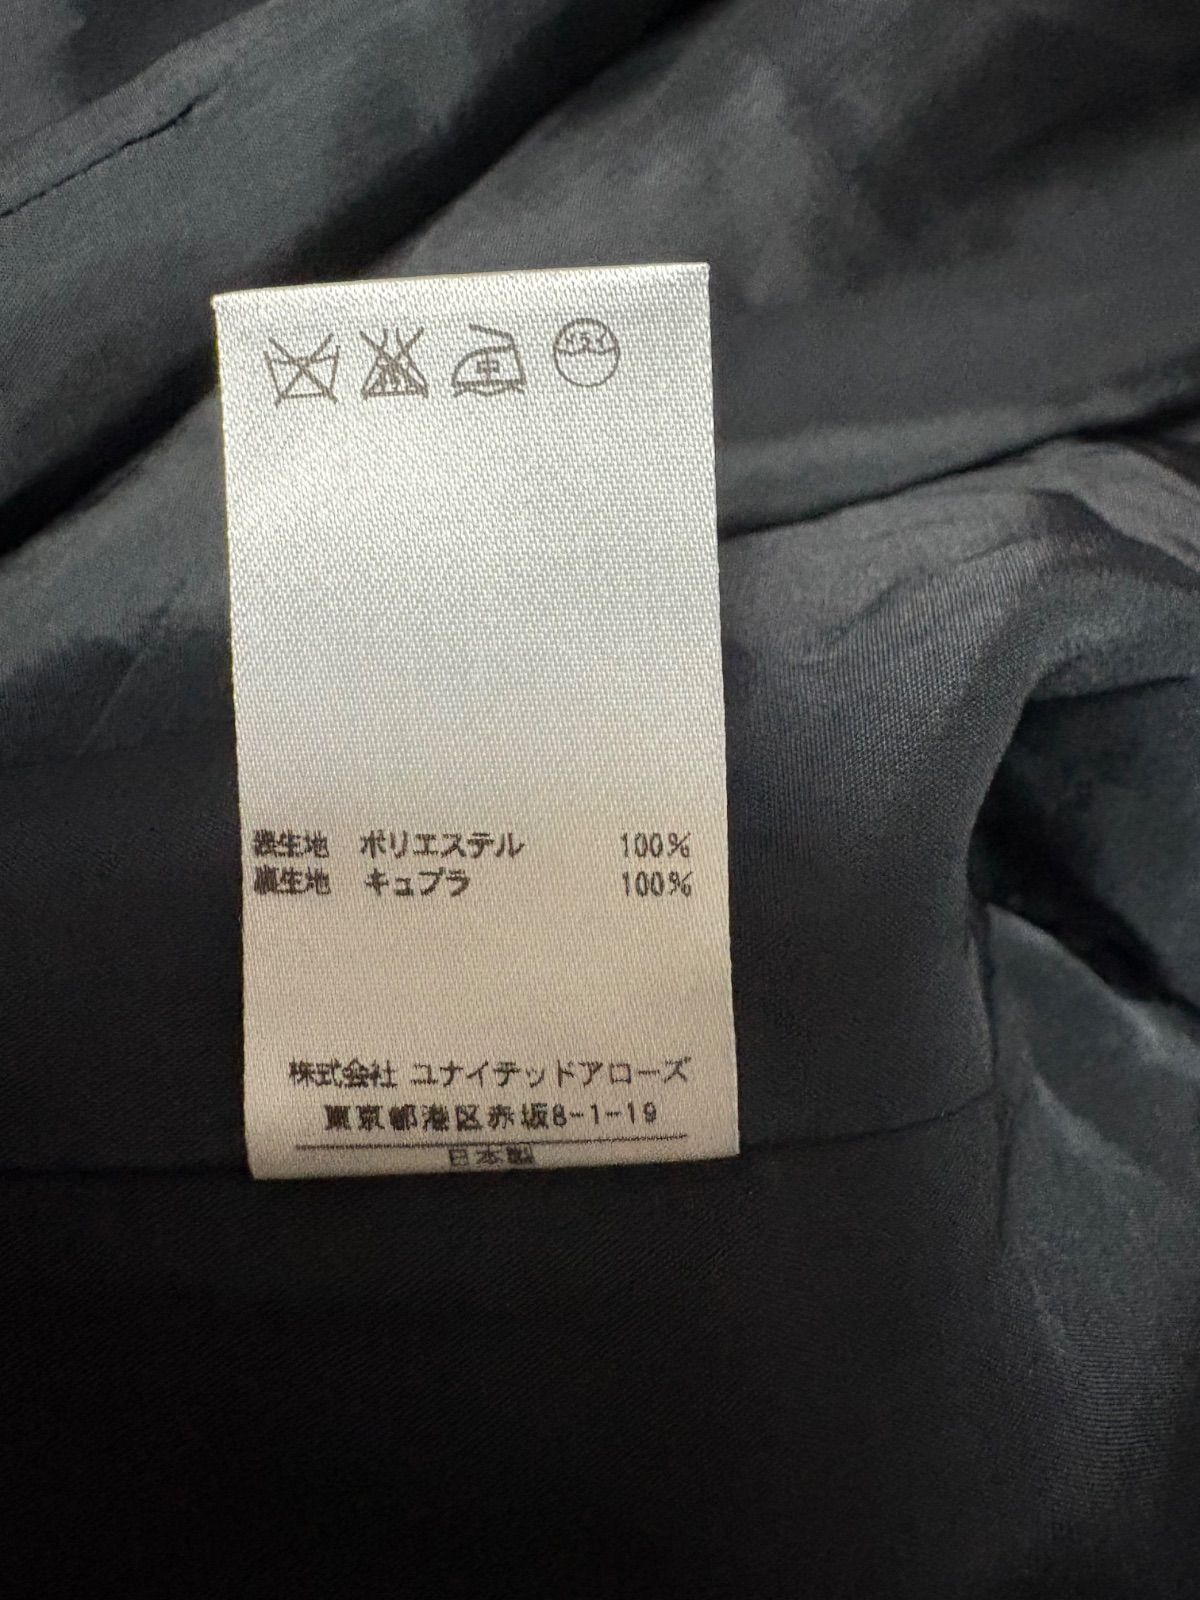 中
表生地 ポリエステル 100%
裏生地 キュプラ 100%
株式会社 ユナイテッドアローズ
東京都港区赤坂8-1-19
日本製